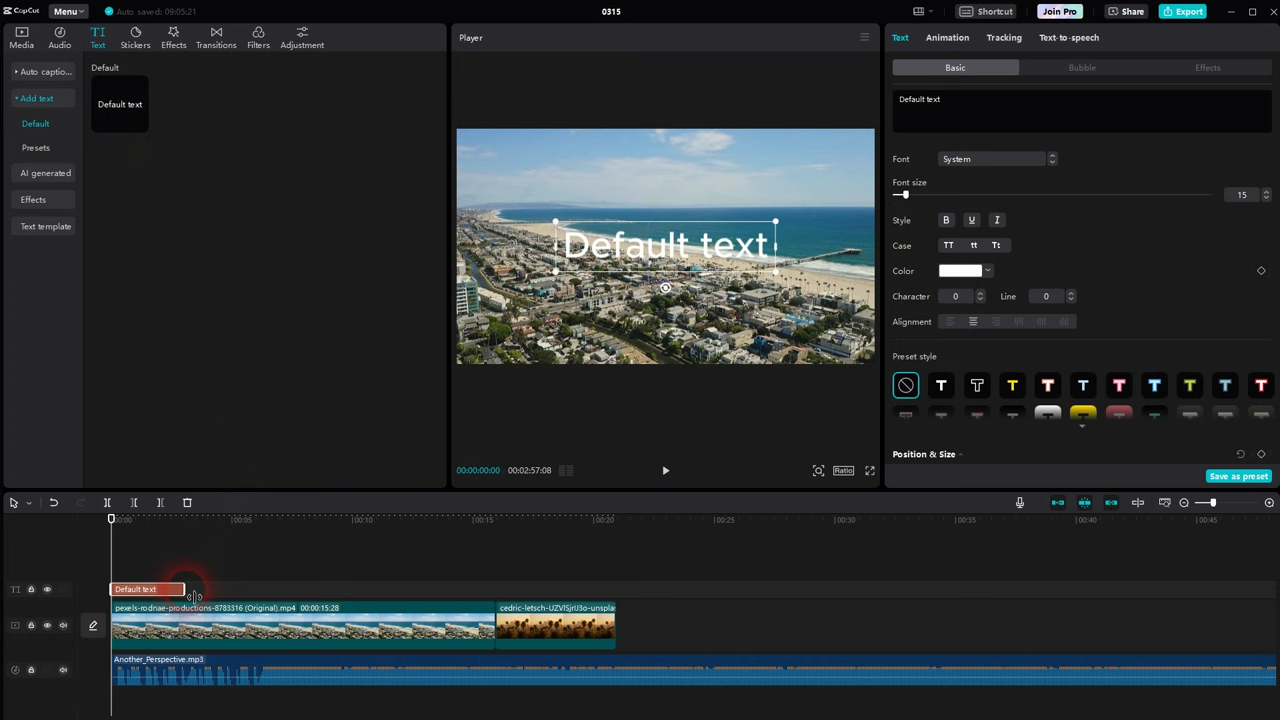 CapCut
Menu
Auto saved: 09:05:21
0315
Shortcut
Join Pro
Share
Export
Media
Audio
Text
Stickers
Effects
Transitions
Filters
Adjustment
Auto captio...
Add text
Default
Presets
AI generated
Effects
Text template
Default
Default text
Player
Default text
00:00:00:00
00:02:57:08
Ratio
Text
Animation
Tracking
Text-to-speech
Basic
Bubble
Effects
Default text
Font
System
Font size
15
Style
B
U
I
Case
TT
tt
Tt
Color
Character
0
Line
0
Alignment
Preset style
T
T
T
T
T
T
T
T
T
T
Position & Size
Save as preset
00:00
00:05
00:10
00:15
00:20
00:25
00:30
00:35
00:40
00:45
TI
Default text
pexels-rodnae-productions-8783316 (Original).mp4 00:00:15:28
cedric-letsch-UZVlSjrIJ3o-unspla
Another_Perspective.mp3